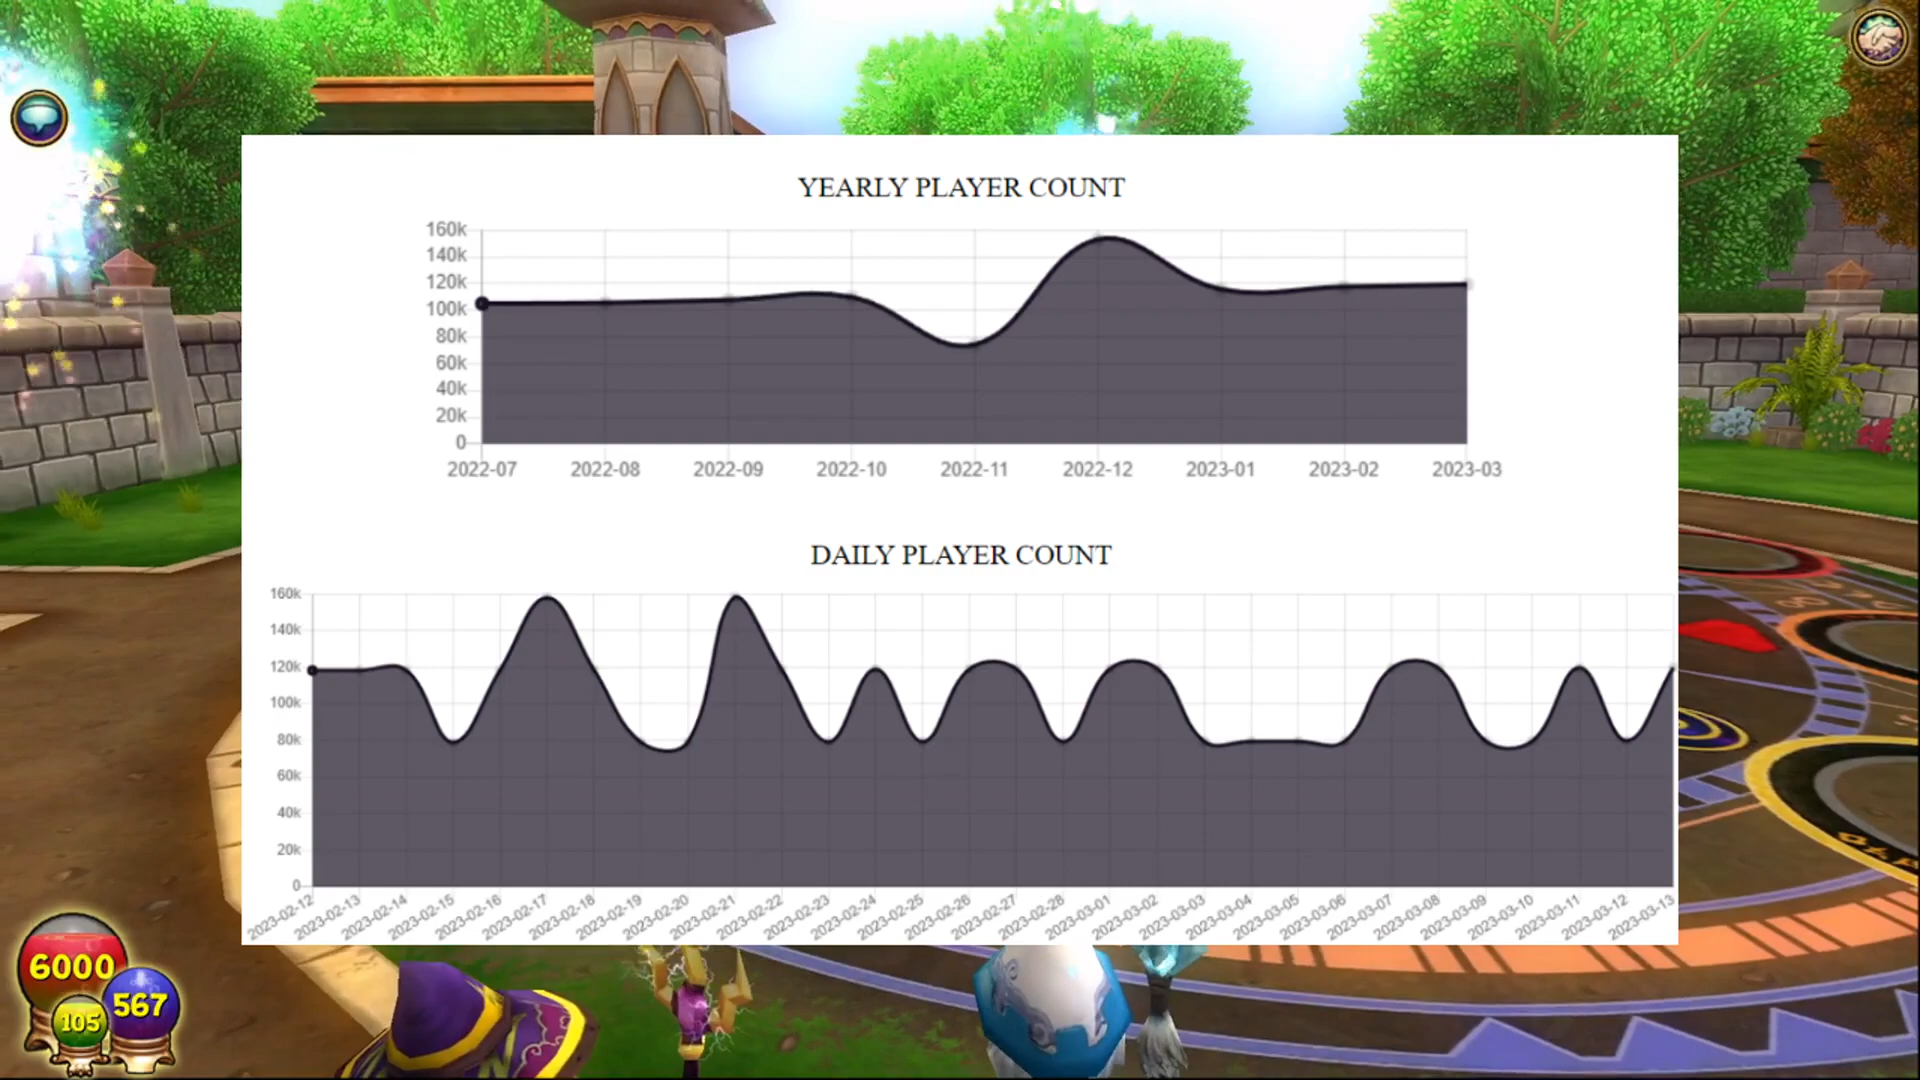 YEARLY PLAYER COUNT
160k
140k
120k
100k
80k
60k
40k
20k
0
2022-07 2022-08 2022-09 2022-10 2022-11 2022-12 2023-01 2023-02 2023-03
DAILY PLAYER COUNT
160k
140k
120k
100k
80k
60k
40k
20k
0
2023-02-12 2023-02-13 2023-02-14 2023-02-15 2023-02-16 2023-02-17 2023-02-18 2023-02-19 2023-02-20 2023-02-21 2023-02-22 2023-02-23 2023-02-24 2023-02-25 2023-02-26 2023-02-27 2023-02-28 2023-03-01 2023-03-02 2023-03-03 2023-03-04 2023-03-05 2023-03-06 2023-03-07 2023-03-08 2023-03-09 2023-03-10 2023-03-11 2023-03-12 2023-03-13
6000
567
105